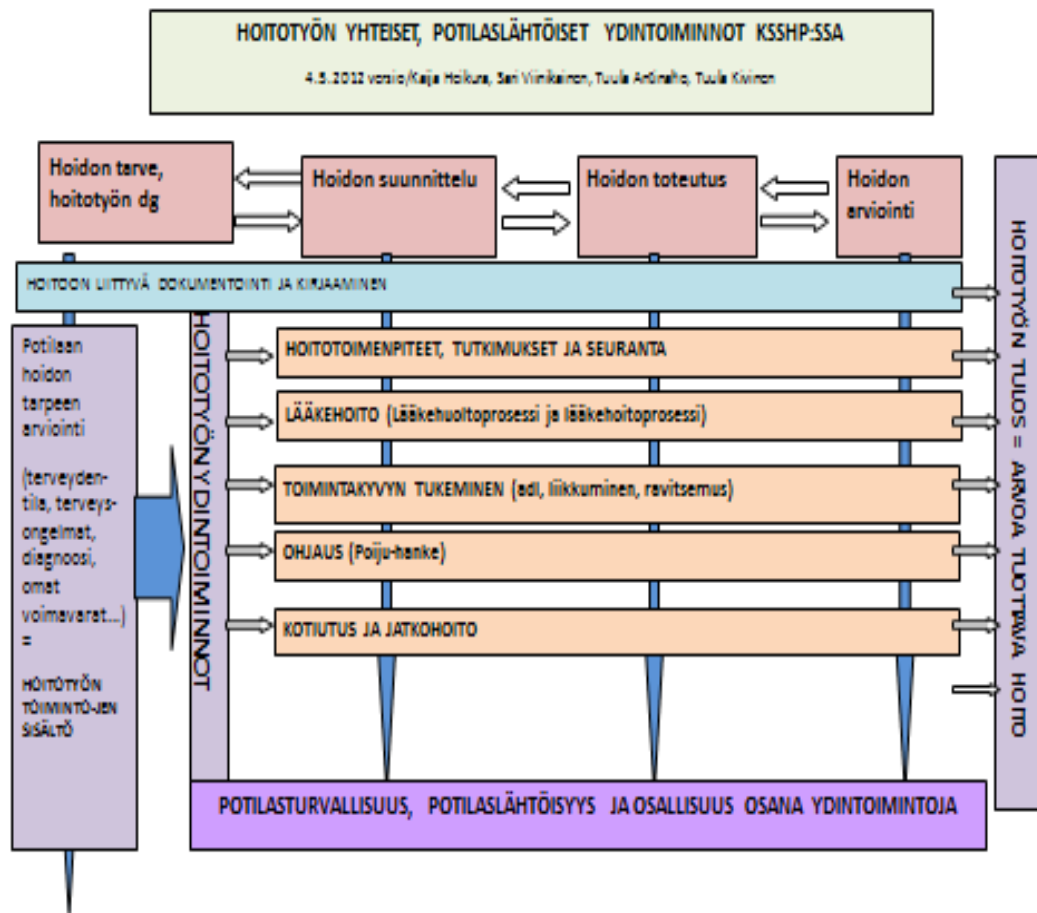 HOITOTYÖN YHTEISET, POTILASLÄHTÖISET YDINTOIMINNOT KSSHP:SSA
4.5.2012 versio/Kaija Heikura, Sari Viinikainen, Tuula Kivinen
Hoidon tarve,
hoitotyön dg
Hoidon suunnittelu
Hoidon toteutus
Hoidon
arviointi
HOITOON LIITTYVÄ DOKUMENTOINTI JA KIRJAAMINEN
Potilaan
hoidon
tarpeen
arviointi
(terveyden-
tila, terveys-
ongelmat,
diagnoosi,
omat
voimavarat...)
=
HOITOTYÖN
TOIMINTO-JEN
SISÄLTÖ
HOITOTYÖN YDINTOIMINNOT
HOITOTOIMENPITEET, TUTKIMUKSET JA SEURANTA
LÄÄKEHOITO (Lääkehuoltoprosessi ja lääkehoitoprosessi)
TOIMINTAKYVYN TUKEMINEN (adl, liikkuminen, ravitsemus)
OHJAUS (Poiju-hanke)
KOTIUTUS JA JATKOHOITO
HOITOTYÖN TULOS = ARVOA TUOTTAVA HOITO
POTILASTURVALLISUUS, POTILASLÄHTÖISYYS JA OSALLISUUS OSANA YDINTOIMINTOJA